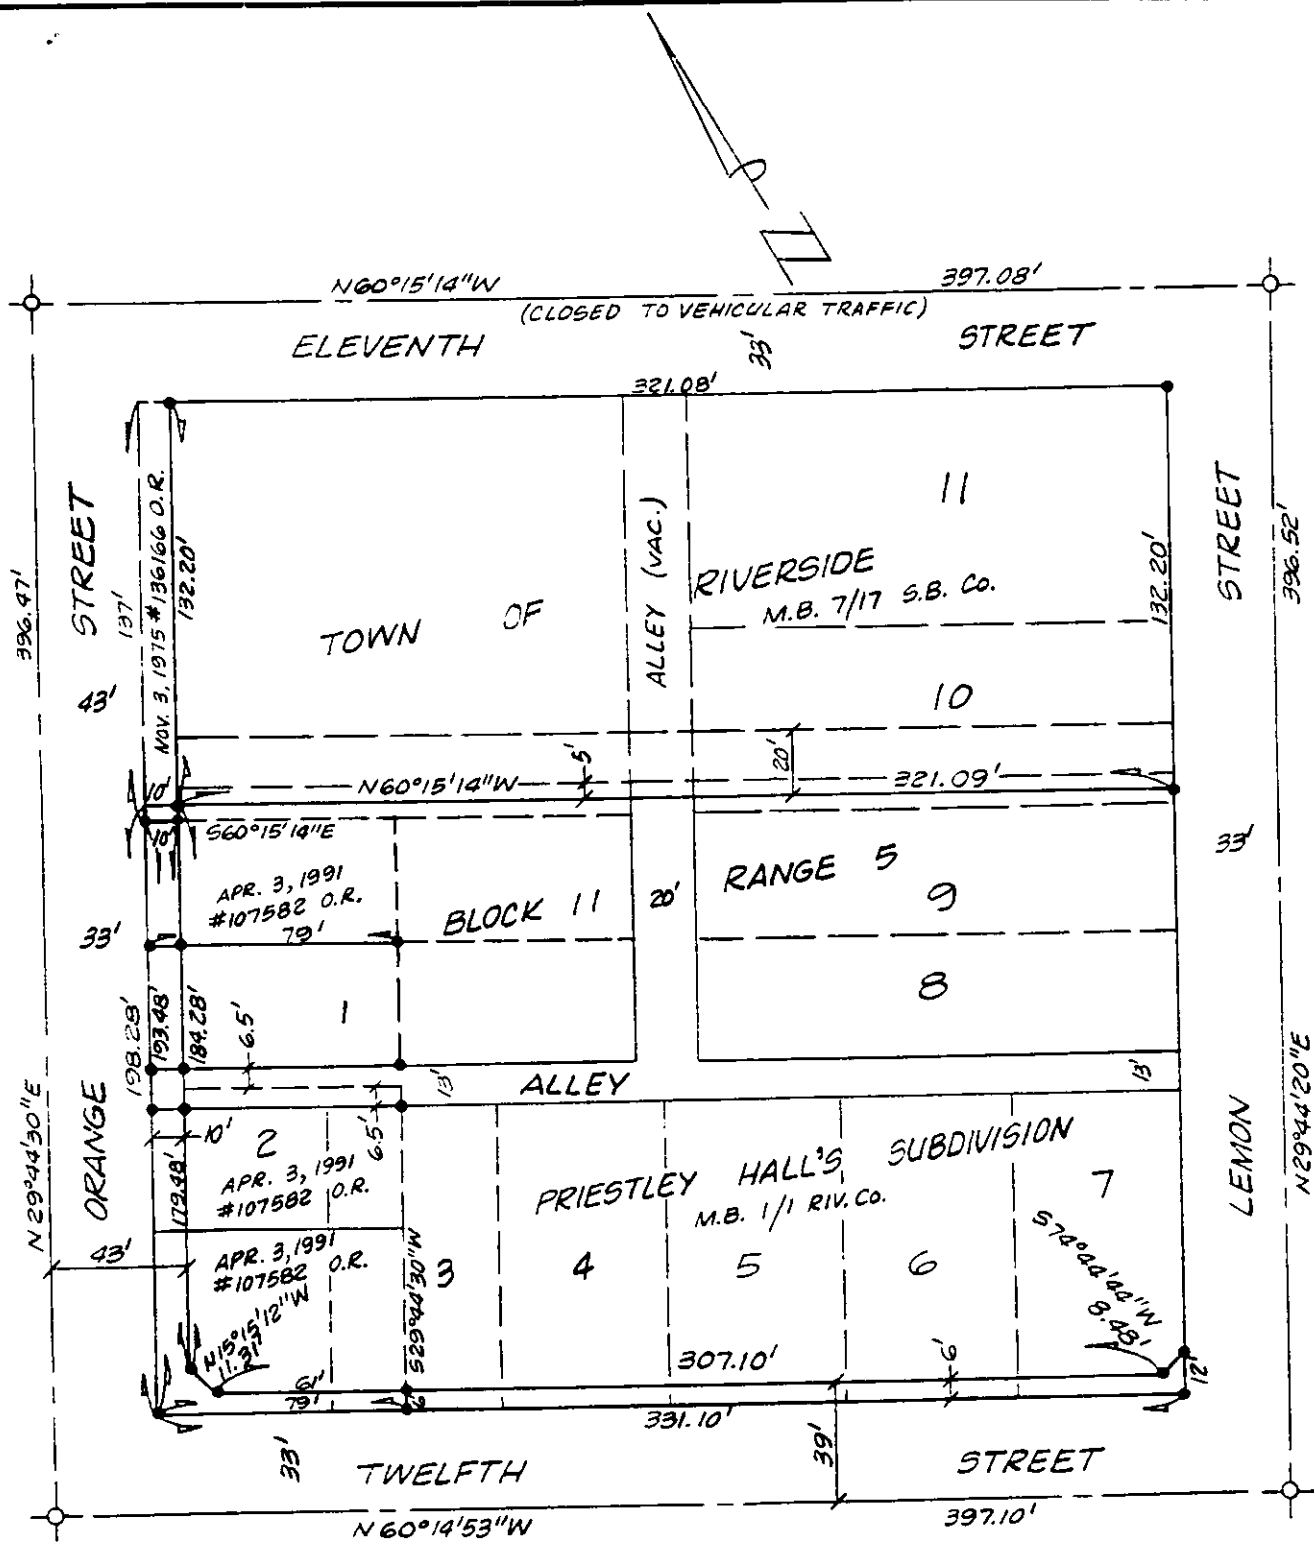 N60°15'14"W 397.08'
(CLOSED TO VEHICULAR TRAFFIC)
ELEVENTH STREET
33'
321.08'
STREET
ORANGE
396.47'
N29°44'30"E
137'
43'
NOV. 3, 1975 #136166 O.R.
132.20'
TOWN OF RIVERSIDE
M.B. 7/17 S.B. Co.
ALLEY (VAC.)
11
10
132.20'
STREET
LEMON
396.52'
N29°44'20"E
33'
5'
20'
10'
N60°15'14"W 321.09'
10'
S60°15'14"E
APR. 3, 1991
#107582 O.R.
79'
BLOCK 11
20'
RANGE 5
9
8
33'
198.28'
193.48'
184.28'
6.5'
1
13'
ALLEY
13'
10'
2
6.5'
APR. 3, 1991
#107582 O.R.
179.48'
PRIESTLEY HALL'S SUBDIVISION
M.B. 1/1 RIV. Co.
43'
APR. 3, 1991
#107582 O.R.
N15°15'12"W
11.31'
S29°44'30"W
3
4
5
6
7
S74°44'44"W
8.48'
61'
79'
6'
307.10'
6'
12'
331.10'
33'
39'
TWELFTH STREET
N60°14'53"W 397.10'